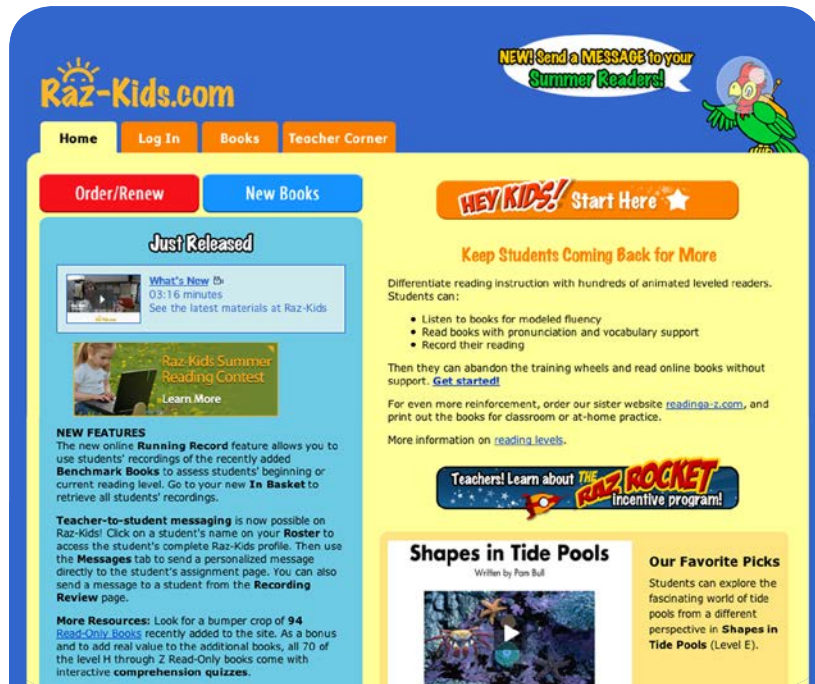 NEW! Send a MESSAGE to your
Summer Readers!
Raz-Kids.com
Home
Log In
Books
Teacher Corner
Order/Renew
New Books
Just Released
What's New
03:16 minutes
See the latest materials at Raz-Kids
Raz-Kids Summer
Reading Contest
Learn More
NEW FEATURES
The new online Running Record feature allows you to
use students' recordings of the recently added
Benchmark Books to assess students' beginning or
current reading level. Go to your new In Basket to
retrieve all students' recordings.
Teacher-to-student messaging is now possible on
Raz-Kids! Click on a student's name on your Roster to
access the student's complete Raz-Kids profile. Then use
the Messages tab to send a personalized message
directly to the student's assignment page. You can also
send a message to a student from the Recording
Review page.
More Resources: Look for a bumper crop of 94
Read-Only Books recently added to the site. As a bonus
and to add real value to the additional books, all 70 of
the level H through Z Read-Only books come with
interactive comprehension quizzes.
HEY KIDS! Start Here
Keep Students Coming Back for More
Differentiate reading instruction with hundreds of animated leveled readers.
Students can:
• Listen to books for modeled fluency
• Read books with pronunciation and vocabulary support
• Record their reading
Then they can abandon the training wheels and read online books without
support. Get started!
For even more reinforcement, order our sister website readinga-z.com, and
print out the books for classroom or at-home practice.
More information on reading levels.
Teachers! Learn about THE
RAZ ROCKET
incentive program!
Shapes in Tide Pools
Written by Pam Bull
Our Favorite Picks
Students can explore the
fascinating world of tide
pools from a different
perspective in Shapes in
Tide Pools (Level E).